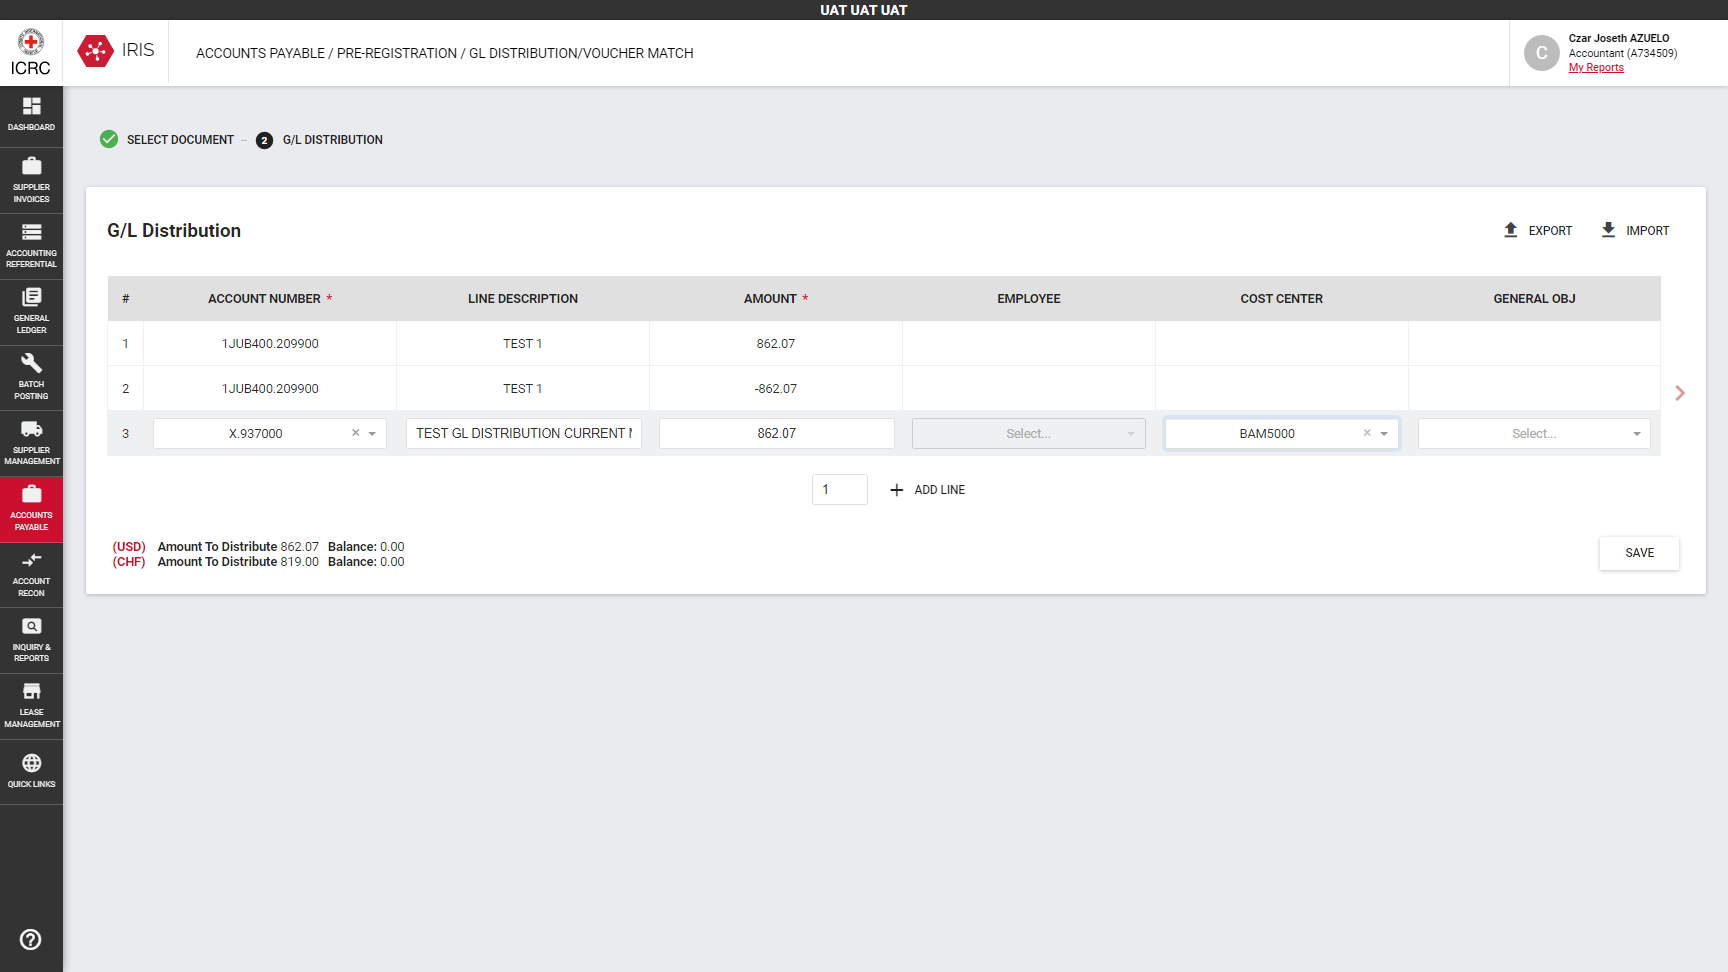 UAT UAT UAT
ICRC
IRIS
ACCOUNTS PAYABLE / PRE-REGISTRATION / GL DISTRIBUTION/VOUCHER MATCH
C
Czar Joseth AZUELO
Accountant (A734509)
My Reports
DASHBOARD
SUPPLIER
INVOICES
ACCOUNTING
REFERENTIAL
GENERAL
LEDGER
BATCH
POSTING
SUPPLIER
MANAGEMENT
ACCOUNTS
PAYABLE
ACCOUNT
RECON
INQUIRY &
REPORTS
LEASE
MANAGEMENT
QUICK LINKS
SELECT DOCUMENT
2 G/L DISTRIBUTION
G/L Distribution
EXPORT
IMPORT
# ACCOUNT NUMBER * LINE DESCRIPTION AMOUNT * EMPLOYEE COST CENTER GENERAL OBJ
1 1JUB400.209900 TEST 1 862.07
2 1JUB400.209900 TEST 1 -862.07
3 X.937000 × TEST GL DISTRIBUTION CURRENT 862.07 Select... BAM5000 × Select...
1 + ADD LINE
(USD) Amount To Distribute 862.07 Balance: 0.00
(CHF) Amount To Distribute 819.00 Balance: 0.00
SAVE